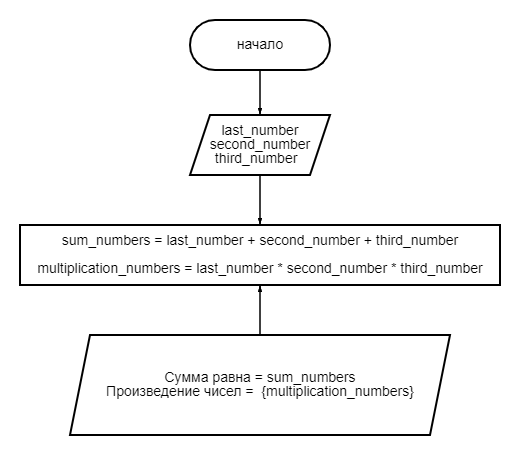 начало
last_number
second_number
third_number
sum_numbers = last_number + second_number + third_number
multiplication_numbers = last_number * second_number * third_number
Сумма равна = sum_numbers
Произведение чисел = {multiplication_numbers}